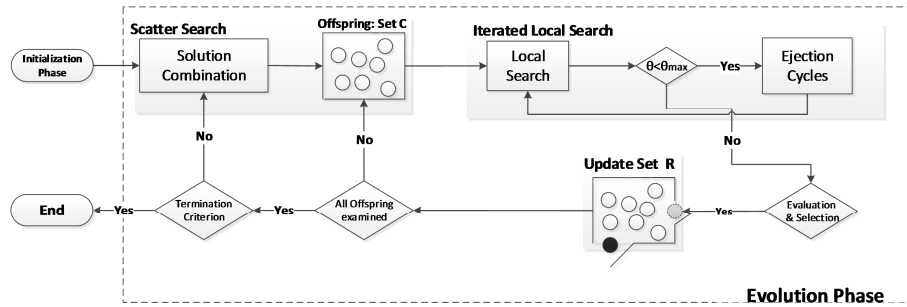 Scatter Search
Offspring: Set C
Iterated Local Search
Initialization
Phase
Solution
Combination
Local
Search
θ<θmax
Yes
Ejection
Cycles
No
No
No
Update Set R
End
Yes
Termination
Criterion
Yes
All Offspring
examined
Yes
Evaluation
& Selection
Evolution Phase